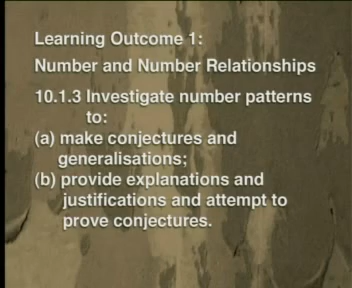 Learning Outcome 1:
Number and Number Relationships
10.1.3 Investigate number patterns
to:
(a) make conjectures and
generalisations;
(b) provide explanations and
justifications and attempt to
prove conjectures.